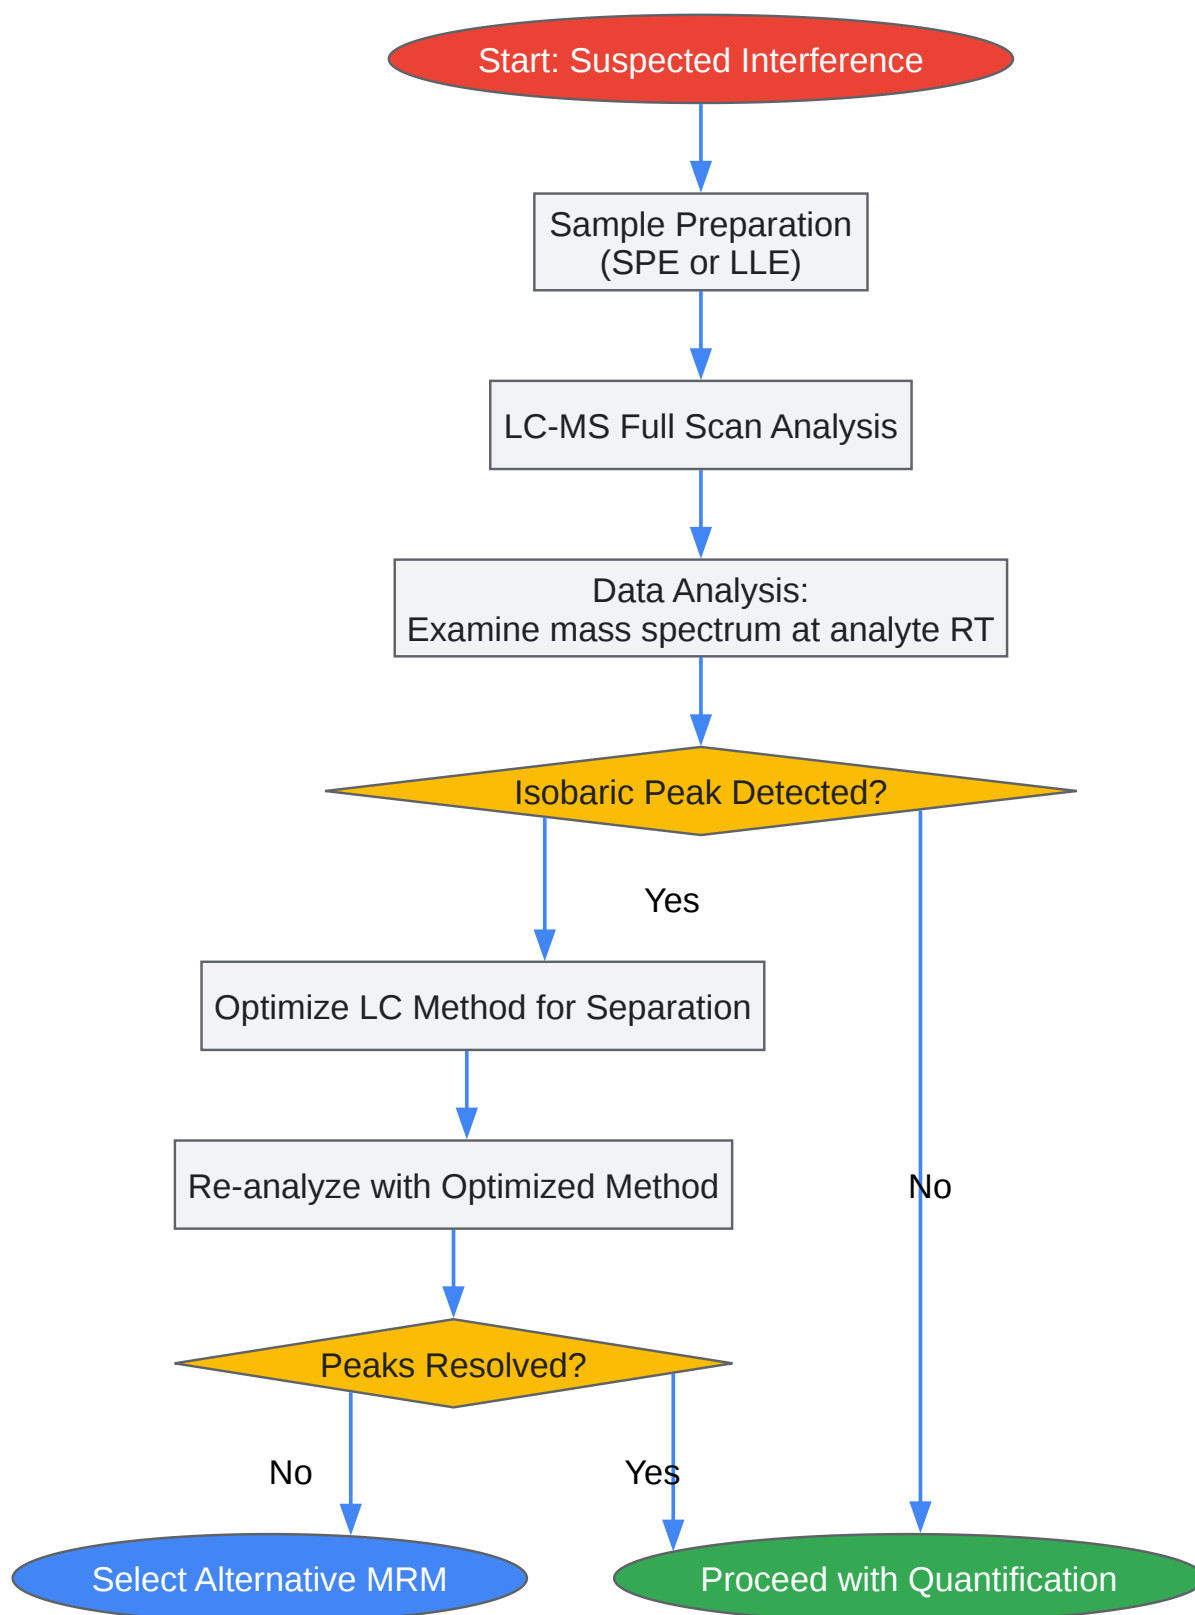 Start: Suspected Interference
Sample Preparation
(SPE or LLE)
LC-MS Full Scan Analysis
Data Analysis:
Examine mass spectrum at analyte RT
Isobaric Peak Detected?
Yes
Optimize LC Method for Separation
Re-analyze with Optimized Method
No
Peaks Resolved?
No
Yes
Select Alternative MRM
Proceed with Quantification